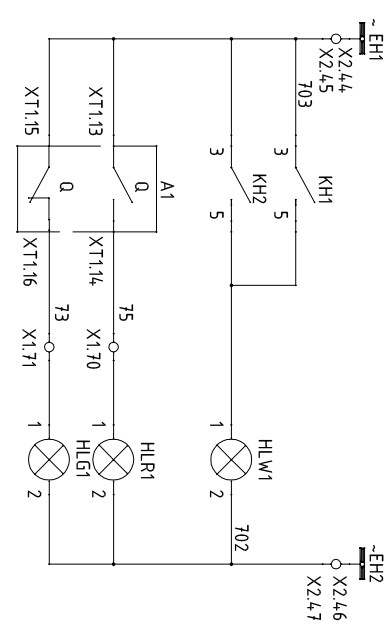 ~EH1
~EH2
X2.44
X2.46
X2.45
X2.47
KH1
703
3
5
HLW1
KH2
702
3
5
1
2
A1
HLR1
Q
75
XT1.13
XT1.14
X1.70
1
2
HLG1
Q
73
XT1.15
XT1.16
X1.71
1
2